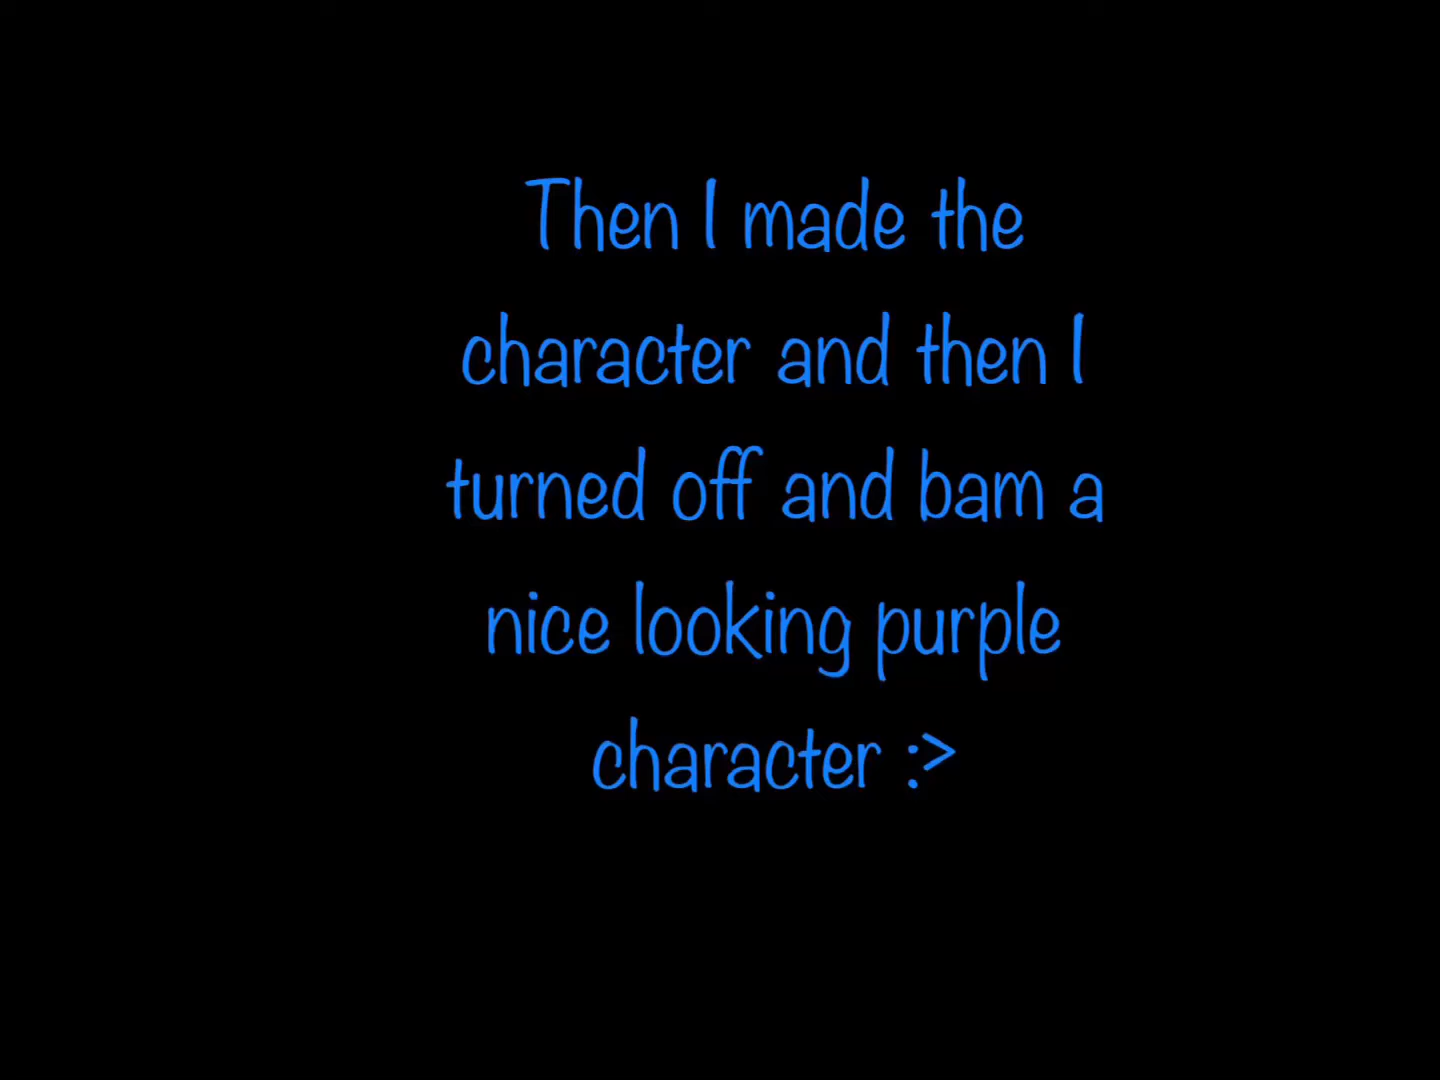 Then I made the
character and then I
turned off and bam a
nice looking purple
character :>